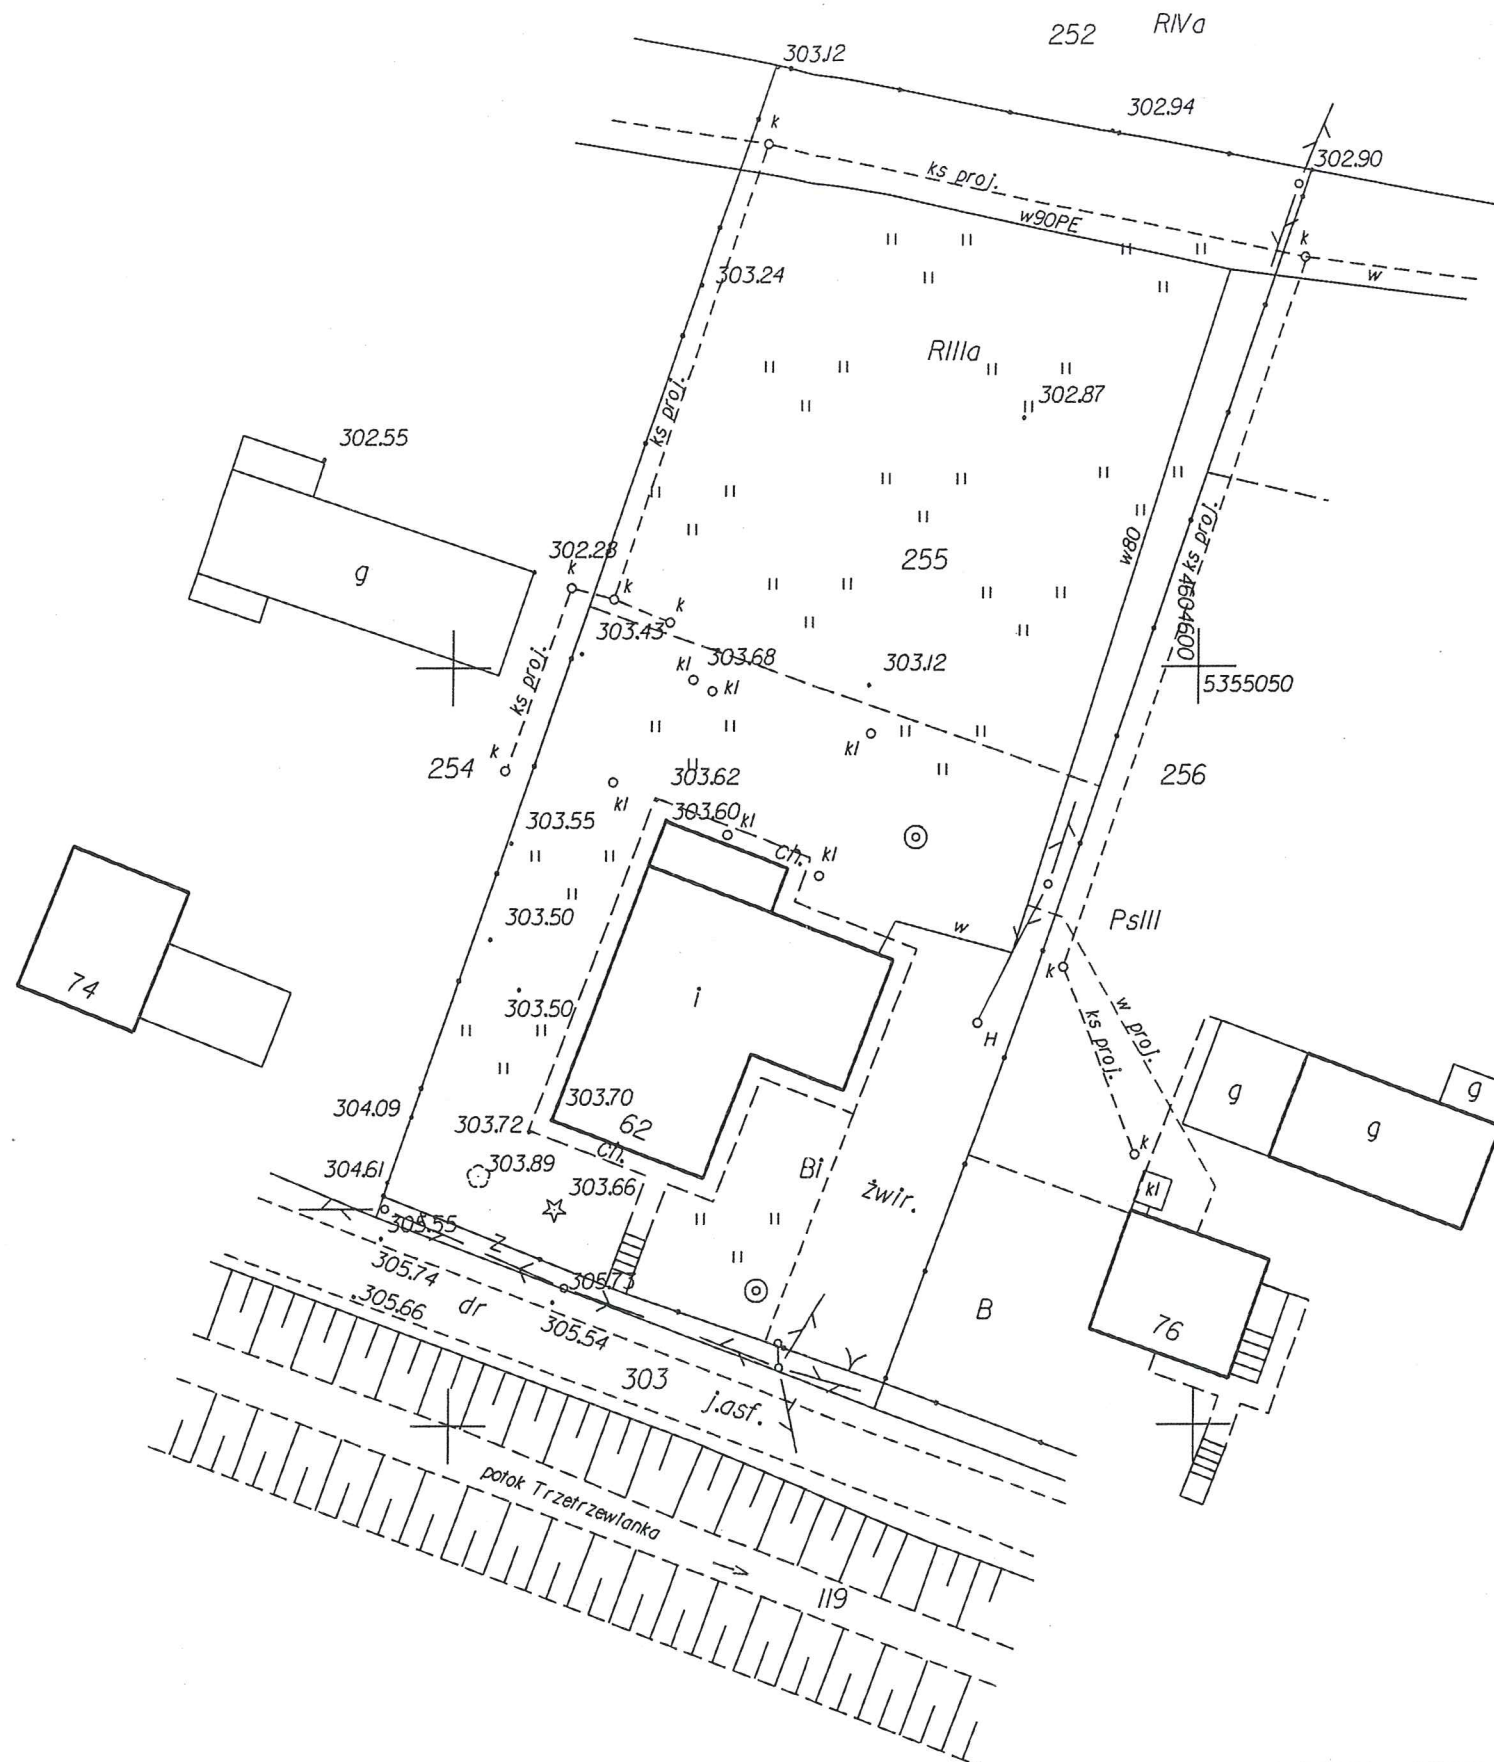 252 RIVa
303.12
302.94
302.90
k
ks proj.
k
w90PE
w
303.24
RIIIa
302.87
ks proj.
302.55
g
302.28
k
k
k
255
w80
ks proj.
4604600
5355050
303.43
303.68
kl
kl
303.12
kl
ks proj.
k
254
256
303.62
kl
303.60
kl
303.55
ch.
kl
303.50
w
PsIII
k
74
303.50
i
H
w proj.
ks proj.
g
g
g
304.09
303.70
62
303.72
ch.
k
303.89
Bi
żwir.
kl
304.61
303.66
305.55
Z
305.74
305.73
305.66
dr
305.54
B
76
303
j.asf.
potok Trzetrzewianka
119